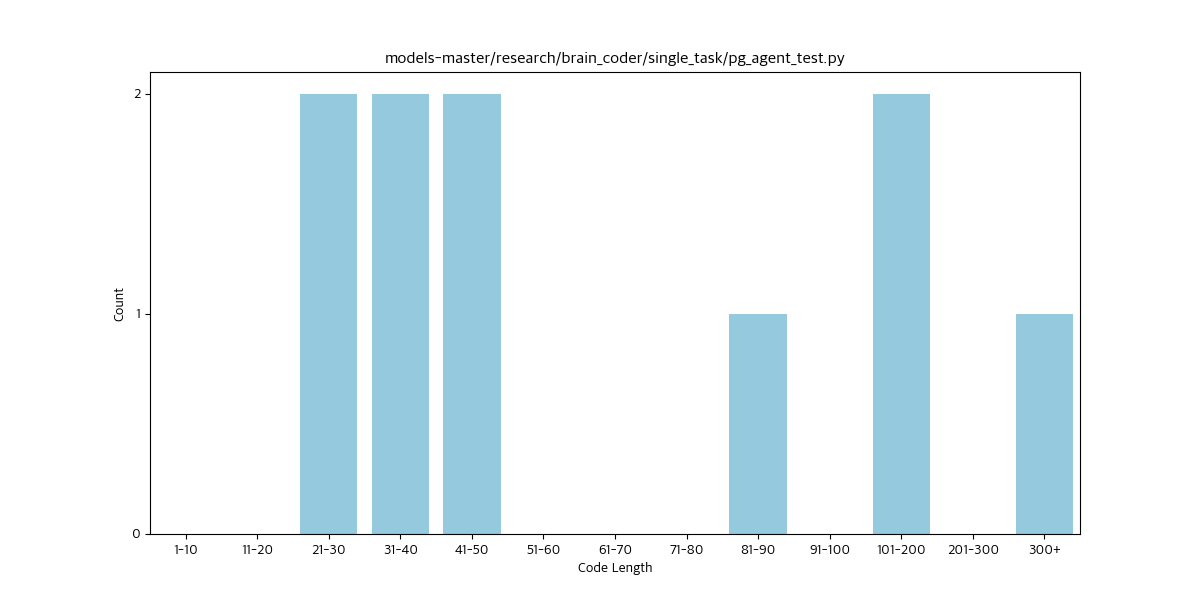 models-master/research/brain_coder/single_task/pg_agent_test.py
2
1
0
Count
1-10 11-20 21-30 31-40 41-50 51-60 61-70 71-80 81-90 91-100 101-200 201-300 300+
Code Length